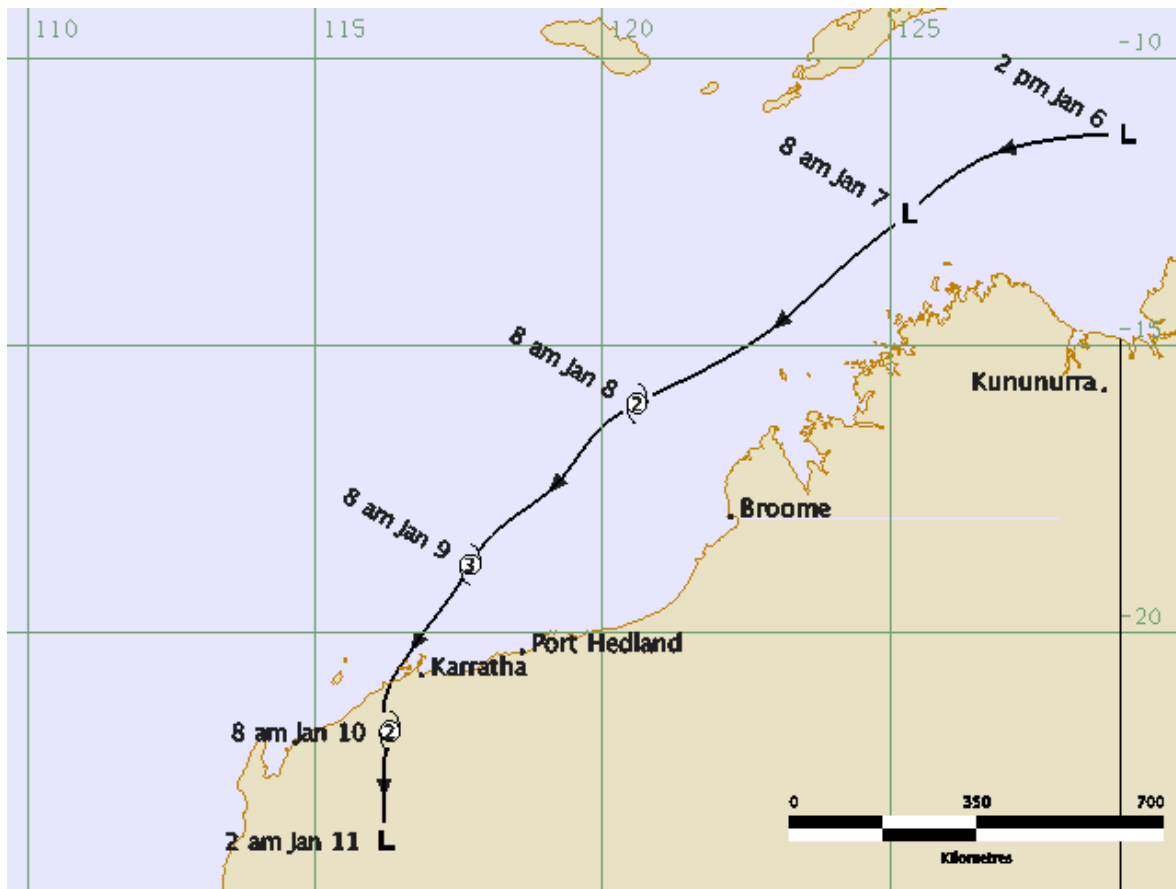 110
115
120
125
-10
2 pm Jan 6
L
8 am Jan 7
L
-15
8 am Jan 8
2
Kununurra
8 am Jan 9
Broome
3
-20
Port Hedland
Karratha
8 am Jan 10
2
2 am Jan 11
L
0 350 700
Kilometres